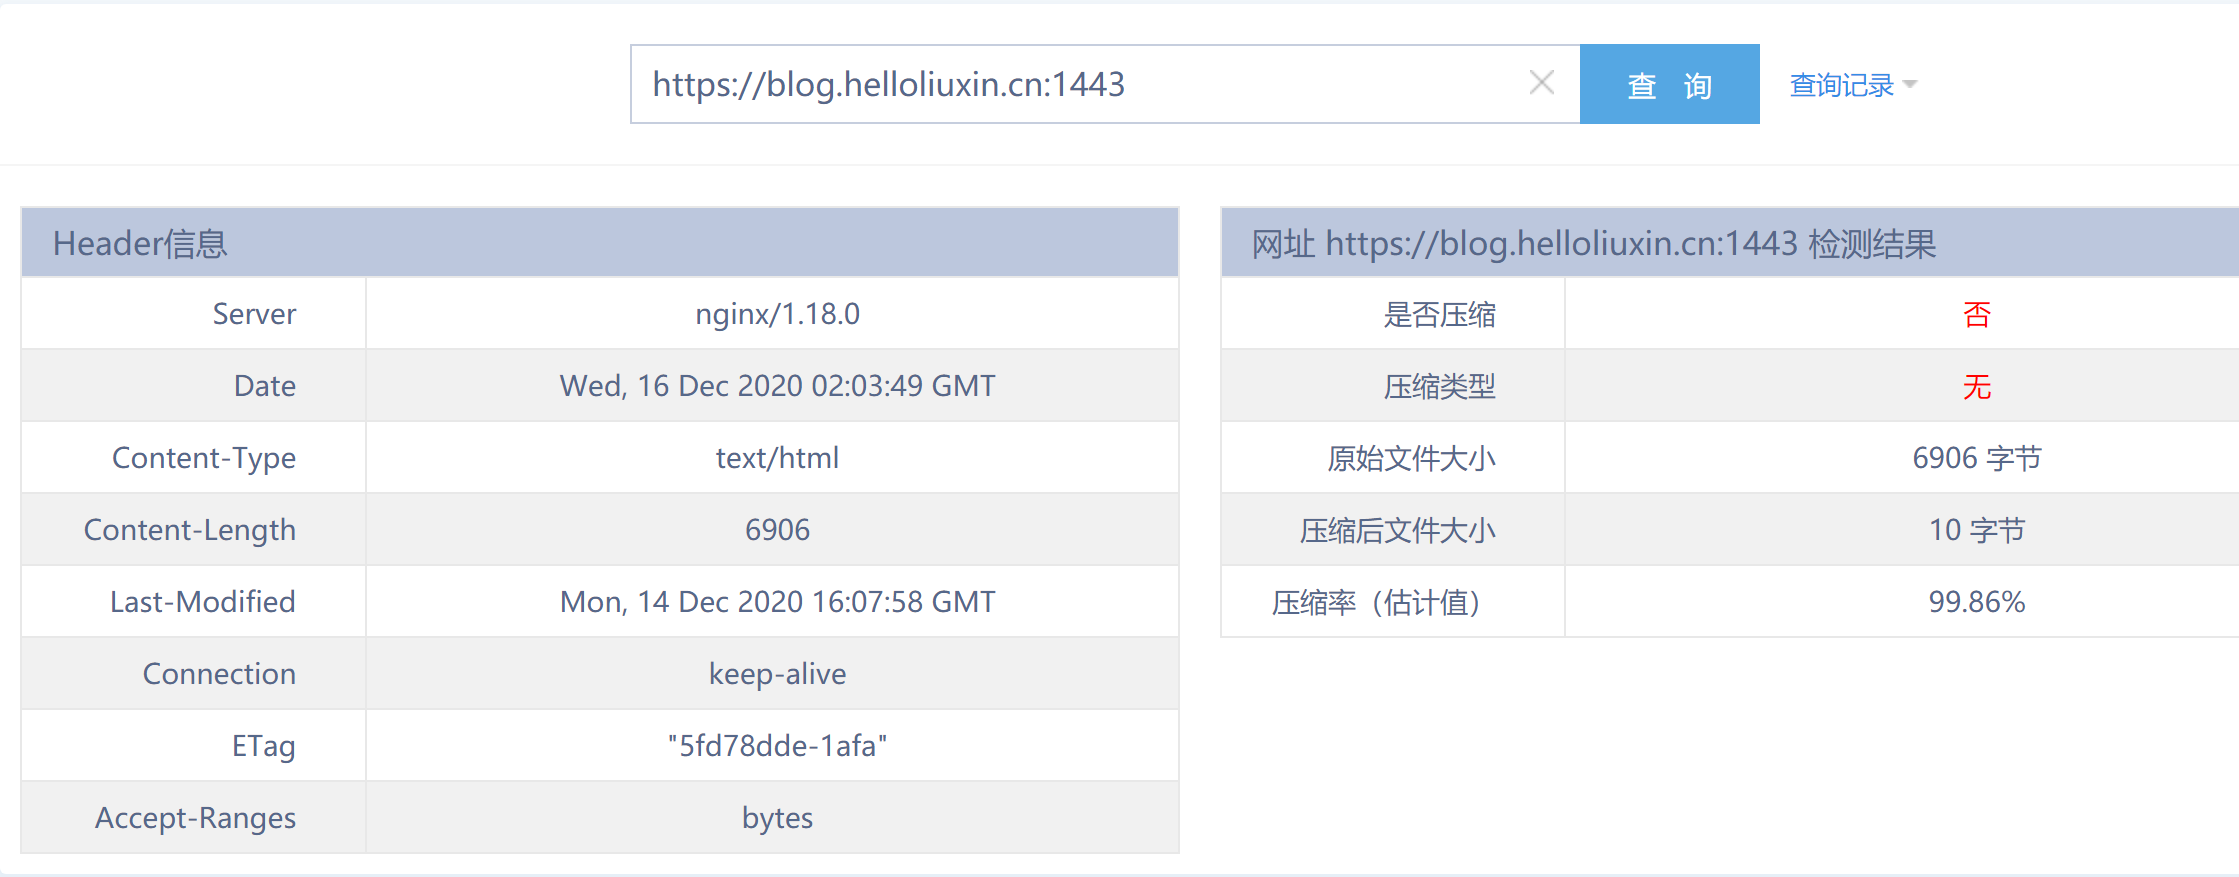 https://blog.helloliuxin.cn:1443
查 询
查询记录
Header信息
Server nginx/1.18.0
Date Wed, 16 Dec 2020 02:03:49 GMT
Content-Type text/html
Content-Length 6906
Last-Modified Mon, 14 Dec 2020 16:07:58 GMT
Connection keep-alive
ETag "5fd78dde-1afa"
Accept-Ranges bytes
网址 https://blog.helloliuxin.cn:1443 检测结果
是否压缩 否
压缩类型 无
原始文件大小 6906 字节
压缩后文件大小 10 字节
压缩率（估计值） 99.86%